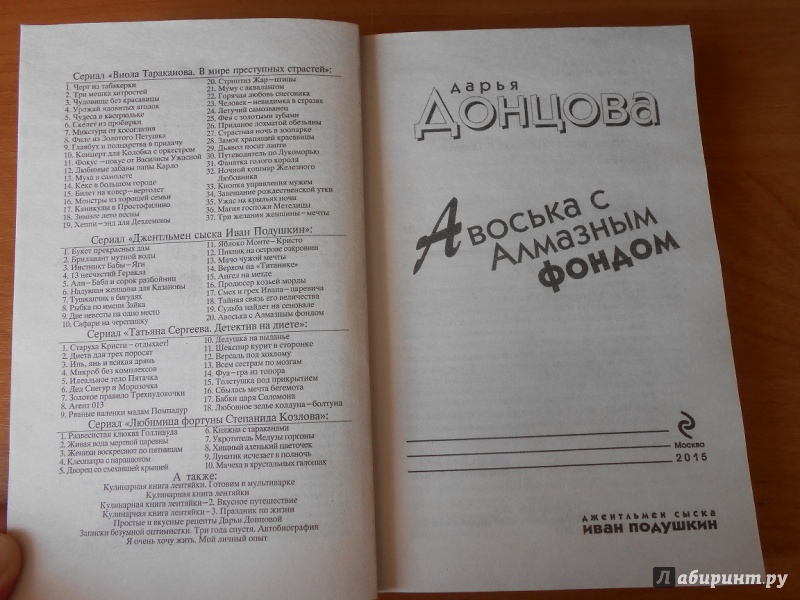 Сериал «Виола Тараканова. В мире преступных страстей»:
1. Черт из табакерки
2. Три мешка хитростей
3. Чудовище без красавицы
4. Урожай ядовитых ягодок
5. Чудеса в кастрюльке
6. Скелет из пробирки
7. Микстура от косоглазия
8. Филе из Золотого Петушка
9. Главбух и полцарства в придачу
10. Концерт для Колобка с оркестром
11. Фокус-покус от Василисы Ужасной
12. Любимые забавы папы Карло
13. Муха в самолете
14. Кекс в большом городе
15. Билет на ковер-вертолет
16. Монстры из хорошей семьи
17. Каникулы в Простофилино
18. Зимнее лето весны
19. Хеппи-энд для Дездемоны
20. Стриптиз Жар-птицы
21. Муму с аквалангом
22. Горячая любовь снеговика
23. Человек-невидимка в стразах
24. Летучий самозванец
25. Фея с золотыми зубами
26. Приданое лохматой обезьяны
27. Страстная ночь в зоопарке
28. Замок храпящей красавицы
29. Дьявол носит лапти
30. Путеводитель по Лукоморью
31. Фанатка голого короля
32. Ночной кошмар Железного
Любовника
33. Кнопка управления мужем
34. Завещание рождественской утки
35. Ужас на крыльях ночи
36. Магия госпожи Метелицы
37. Три желания женщины-мечты
Сериал «Джентльмен сыска Иван Подушкин»:
1. Букет прекрасных дам
2. Бриллиант мутной воды
3. Инстинкт Бабы-Яги
4. 13 несчастий Геракла
5. Али-Баба и сорок разбойниц
6. Надувная женщина для Казановы
7. Тушканчик в бигудях
8. Рыбка по имени Зайка
9. Две невесты на одно место
10. Сафари на черепашку
11. Яблоко Монте-Кристо
12. Пикник на острове сокровищ
13. Мачо чужой мечты
14. Верхом на «Титанике»
15. Ангел на метле
16. Продюсер козьей морды
17. Смех и грех Ивана-царевича
18. Тайная связь его величества
19. Судьба найдет на сеновале
20. Авоська с Алмазным фондом
Сериал «Татьяна Сергеева. Детектив на диете»:
1. Старуха Кристи – отдыхает!
2. Диета для трех поросят
3. Инь, янь и всякая дрянь
4. Микроб без комплексов
5. Идеальное тело Пятачка
6. Дед Снегур и Морозочка
7. Золотое правило Трехпудовочки
8. Агент 013
9. Рваные валенки мадам Помпадур
10. Дедушка на выданье
11. Шекспир курит в сторонке
12. Версаль под хохлому
13. Всем сестрам по мозгам
14. Фуа-гра из топора
15. Толстушка под прикрытием
16. Сбылась мечта бегемота
17. Бабки царя Соломона
18. Любовное зелье колдуна-болтуна
Сериал «Любимица фортуны Степанида Козлова»:
1. Развесистая клюква Голливуда
2. Живая вода мертвой царевны
3. Женихи воскресают по пятницам
4. Клеопатра с парашютом
5. Дворец со съехавшей крышей
6. Княжна с тараканами
7. Укротитель Медузы горгоны
8. Хищный аленький цветочек
9. Лунатик исчезает в полночь
10. Мачеха в хрустальных галошах
А также:
Кулинарная книга лентяйки. Готовим в мультиварке
Кулинарная книга лентяйки
Кулинарная книга лентяйки-2. Вкусное путешествие
Кулинарная книга лентяйки-3. Праздник по жизни
Простые и вкусные рецепты Дарьи Донцовой
Записки безумной оптимистки. Три года спустя. Автобиография
Я очень хочу жить. Мой личный опыт
дарья
Донцова
Авоська с
Алмазным
фондом
Москва
2015
джентльмен сыска
иван подушкин
Лабиринт.ру